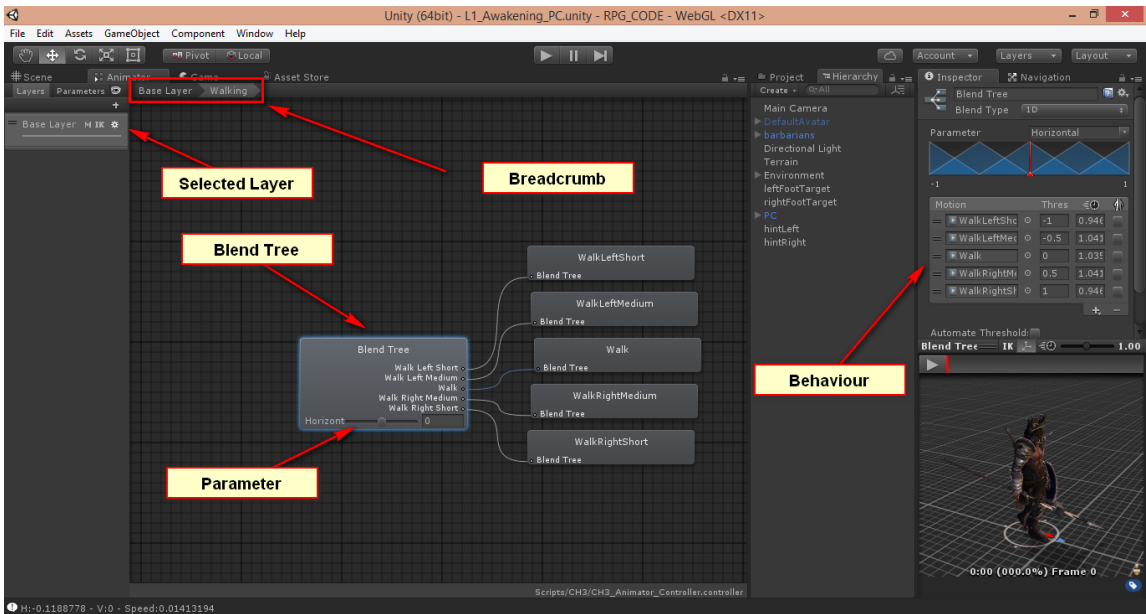 Unity (64bit) - L1_Awakening_PC.unity - RPG_CODE - WebGL <DX11>
File Edit Assets GameObject Component Window Help
Pivot Local
Account Layers Layout
Scene Animator Game Asset Store
Project Hierarchy
Inspector Navigation
Layers Parameters
Base Layer Walking
Create All
Blend Tree
Blend Type 1D
Base Layer M IK
Main Camera
DefaultAvatar
barbarians
Directional Light
Terrain
Environment
leftFootTarget
rightFootTarget
PC
hintLeft
hintRight
Parameter Horizontal
-1 1
Motion Thres
WalkLeftSho -1 0.946
WalkLeftMed -0.5 1.041
Walk 0 1.035
WalkRightMe 0.5 1.041
WalkRightSh 1 0.946
Automate Threshold:
Blend Tree IK 1.00
Selected Layer
Breadcrumb
Blend Tree
Behaviour
Parameter
WalkLeftShort
Blend Tree
WalkLeftMedium
Blend Tree
Walk
Blend Tree
WalkRightMedium
Blend Tree
WalkRightShort
Blend Tree
Blend Tree
Walk Left Short
Walk Left Medium
Walk
Walk Right Medium
Walk Right Short
Horizont 0
0:00 (000.0%) Frame 0
Scripts/CH3/CH3_Animator_Controller.controller
H:-0.1188778 - V:0 - Speed:0.01413194